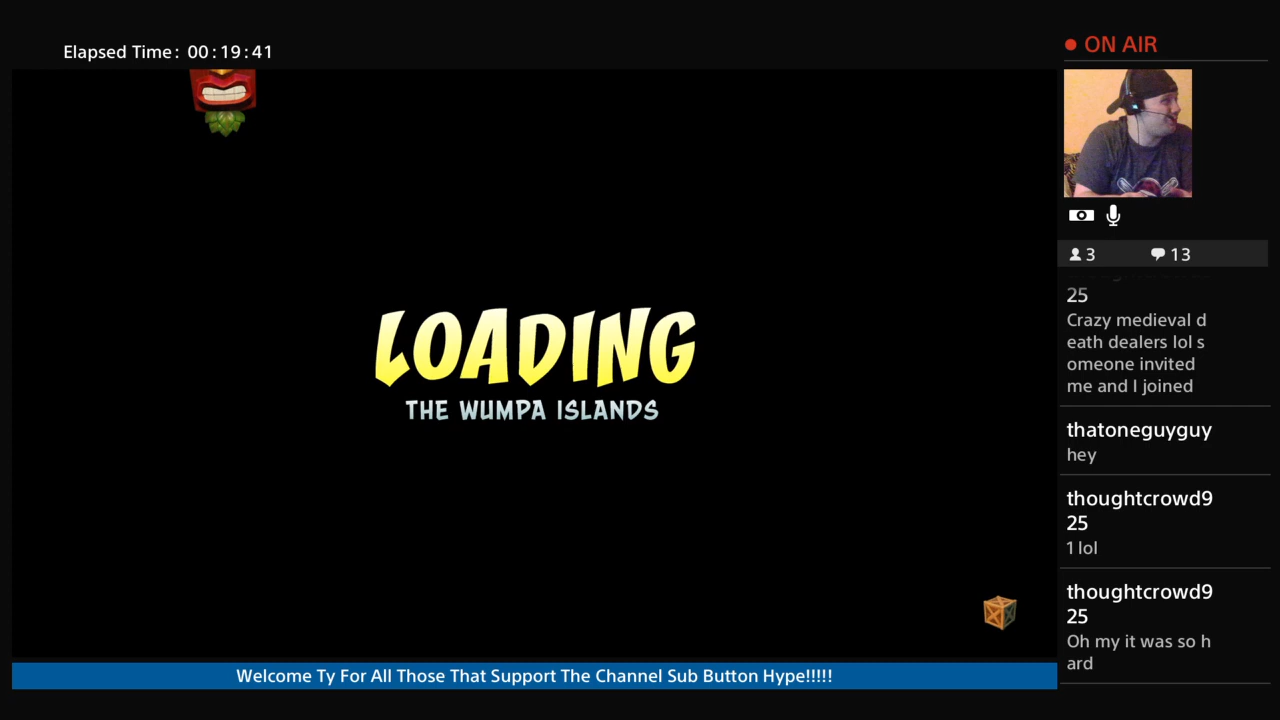 Elapsed Time: 00:19:41
ON AIR
3
13
25
Crazy medieval d
eath dealers lol s
omeone invited
me and I joined
thatoneguyguy
hey
thoughtcrowd9
25
1 lol
thoughtcrowd9
25
Oh my it was so h
ard
LOADING
THE WUMPA ISLANDS
Welcome Ty For All Those That Support The Channel Sub Button Hype!!!!!